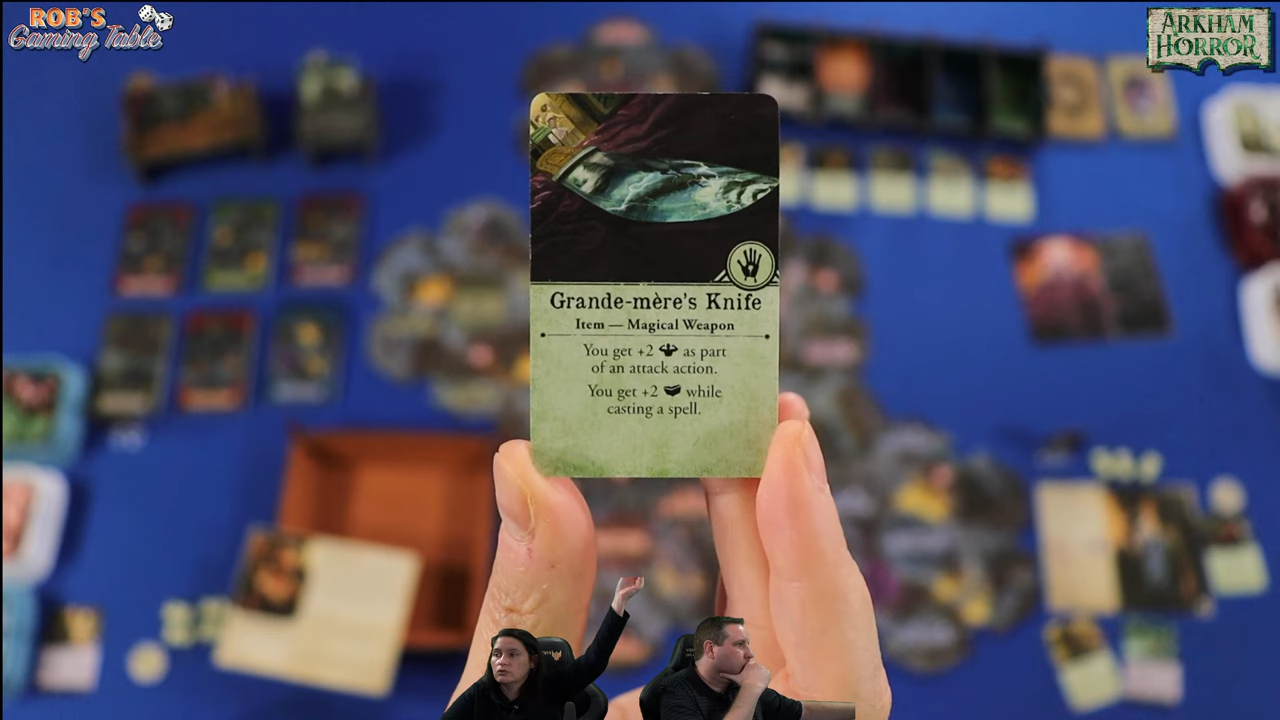 ROB'S
Gaming Table
ARKHAM
HORROR
Grande-mère's Knife
Item — Magical Weapon
You get +2 as part
of an attack action.
You get +2 while
casting a spell.